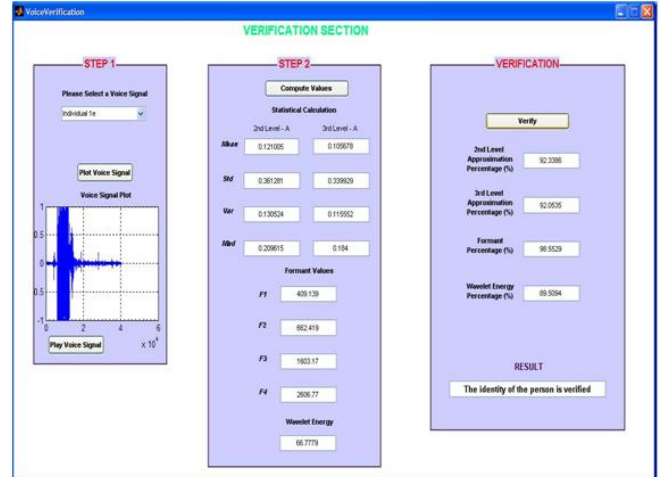 VoiceVerification
VERIFICATION SECTION
STEP 1
Please Select a Voice Signal
Individual 1e
Plot Voice Signal
Voice Signal Plot
1
0.5
0
0.5
-1
0 2 4 6
x 10^4
Play Voice Signal
STEP 2
Compute Values
Statistical Calculation
2nd Level - A 3rd Level - A
Mean 0.121005 0.105678
Std 0.361281 0.339929
Var 0.130524 0.115552
Mad 0.209615 0.184
Formant Values
F1 409.139
F2 662.419
F3 1603.17
F4 2606.77
Wavelet Energy
66.7779
VERIFICATION
Verify
2nd Level
Approximation
Percentage (%)
92.3386
3rd Level
Approximation
Percentage (%)
92.0535
Formant
Percentage (%)
98.5529
Wavelet Energy
Percentage (%)
89.5094
RESULT
The identity of the person is verified